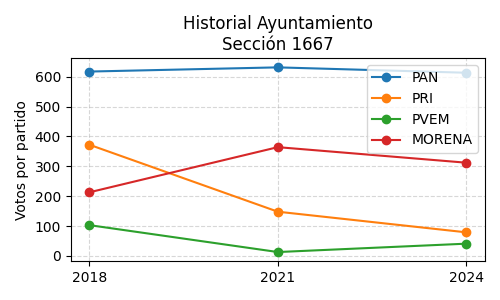 Historial Ayuntamiento
Sección 1667
Votos por partido
600
500
400
300
200
100
0
2018
2021
2024
PAN
PRI
PVEM
MORENA